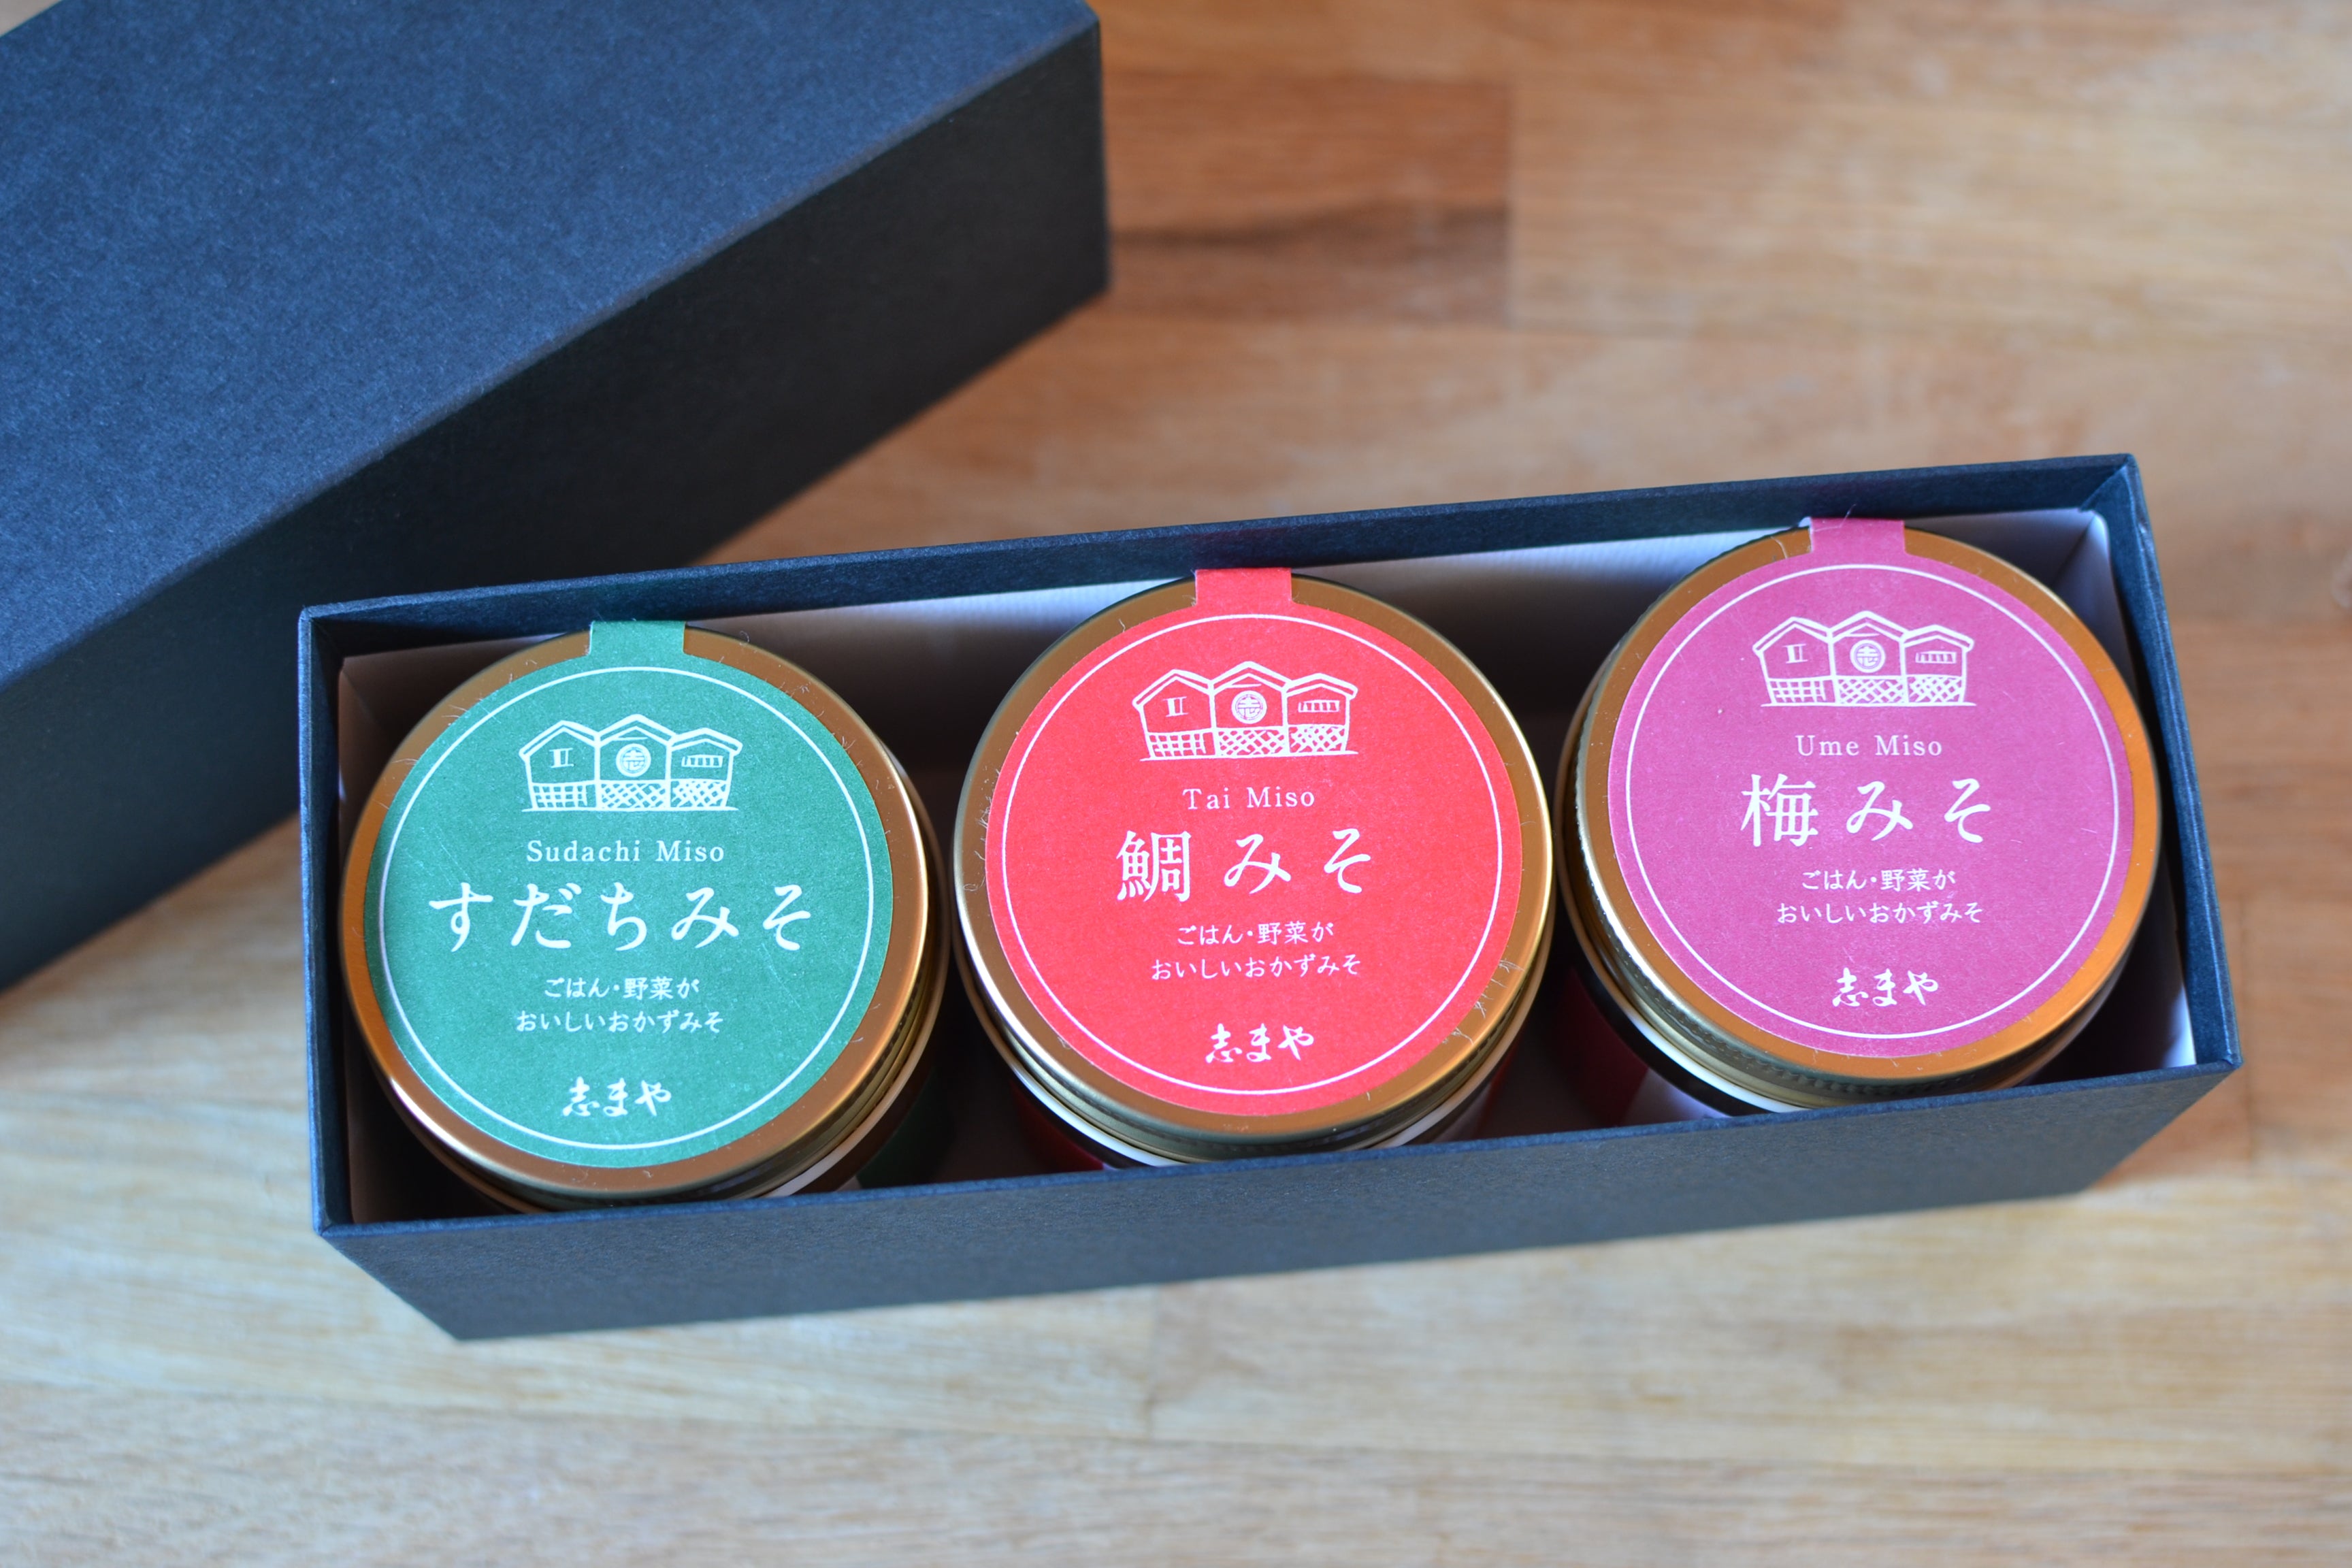 Sudachi Miso
すだちみそ
ごはん・野菜が
おいしいおかずみそ
志まや
Tai Miso
鯛みそ
ごはん・野菜が
おいしいおかずみそ
志まや
Ume Miso
梅みそ
ごはん・野菜が
おいしいおかずみそ
志まや